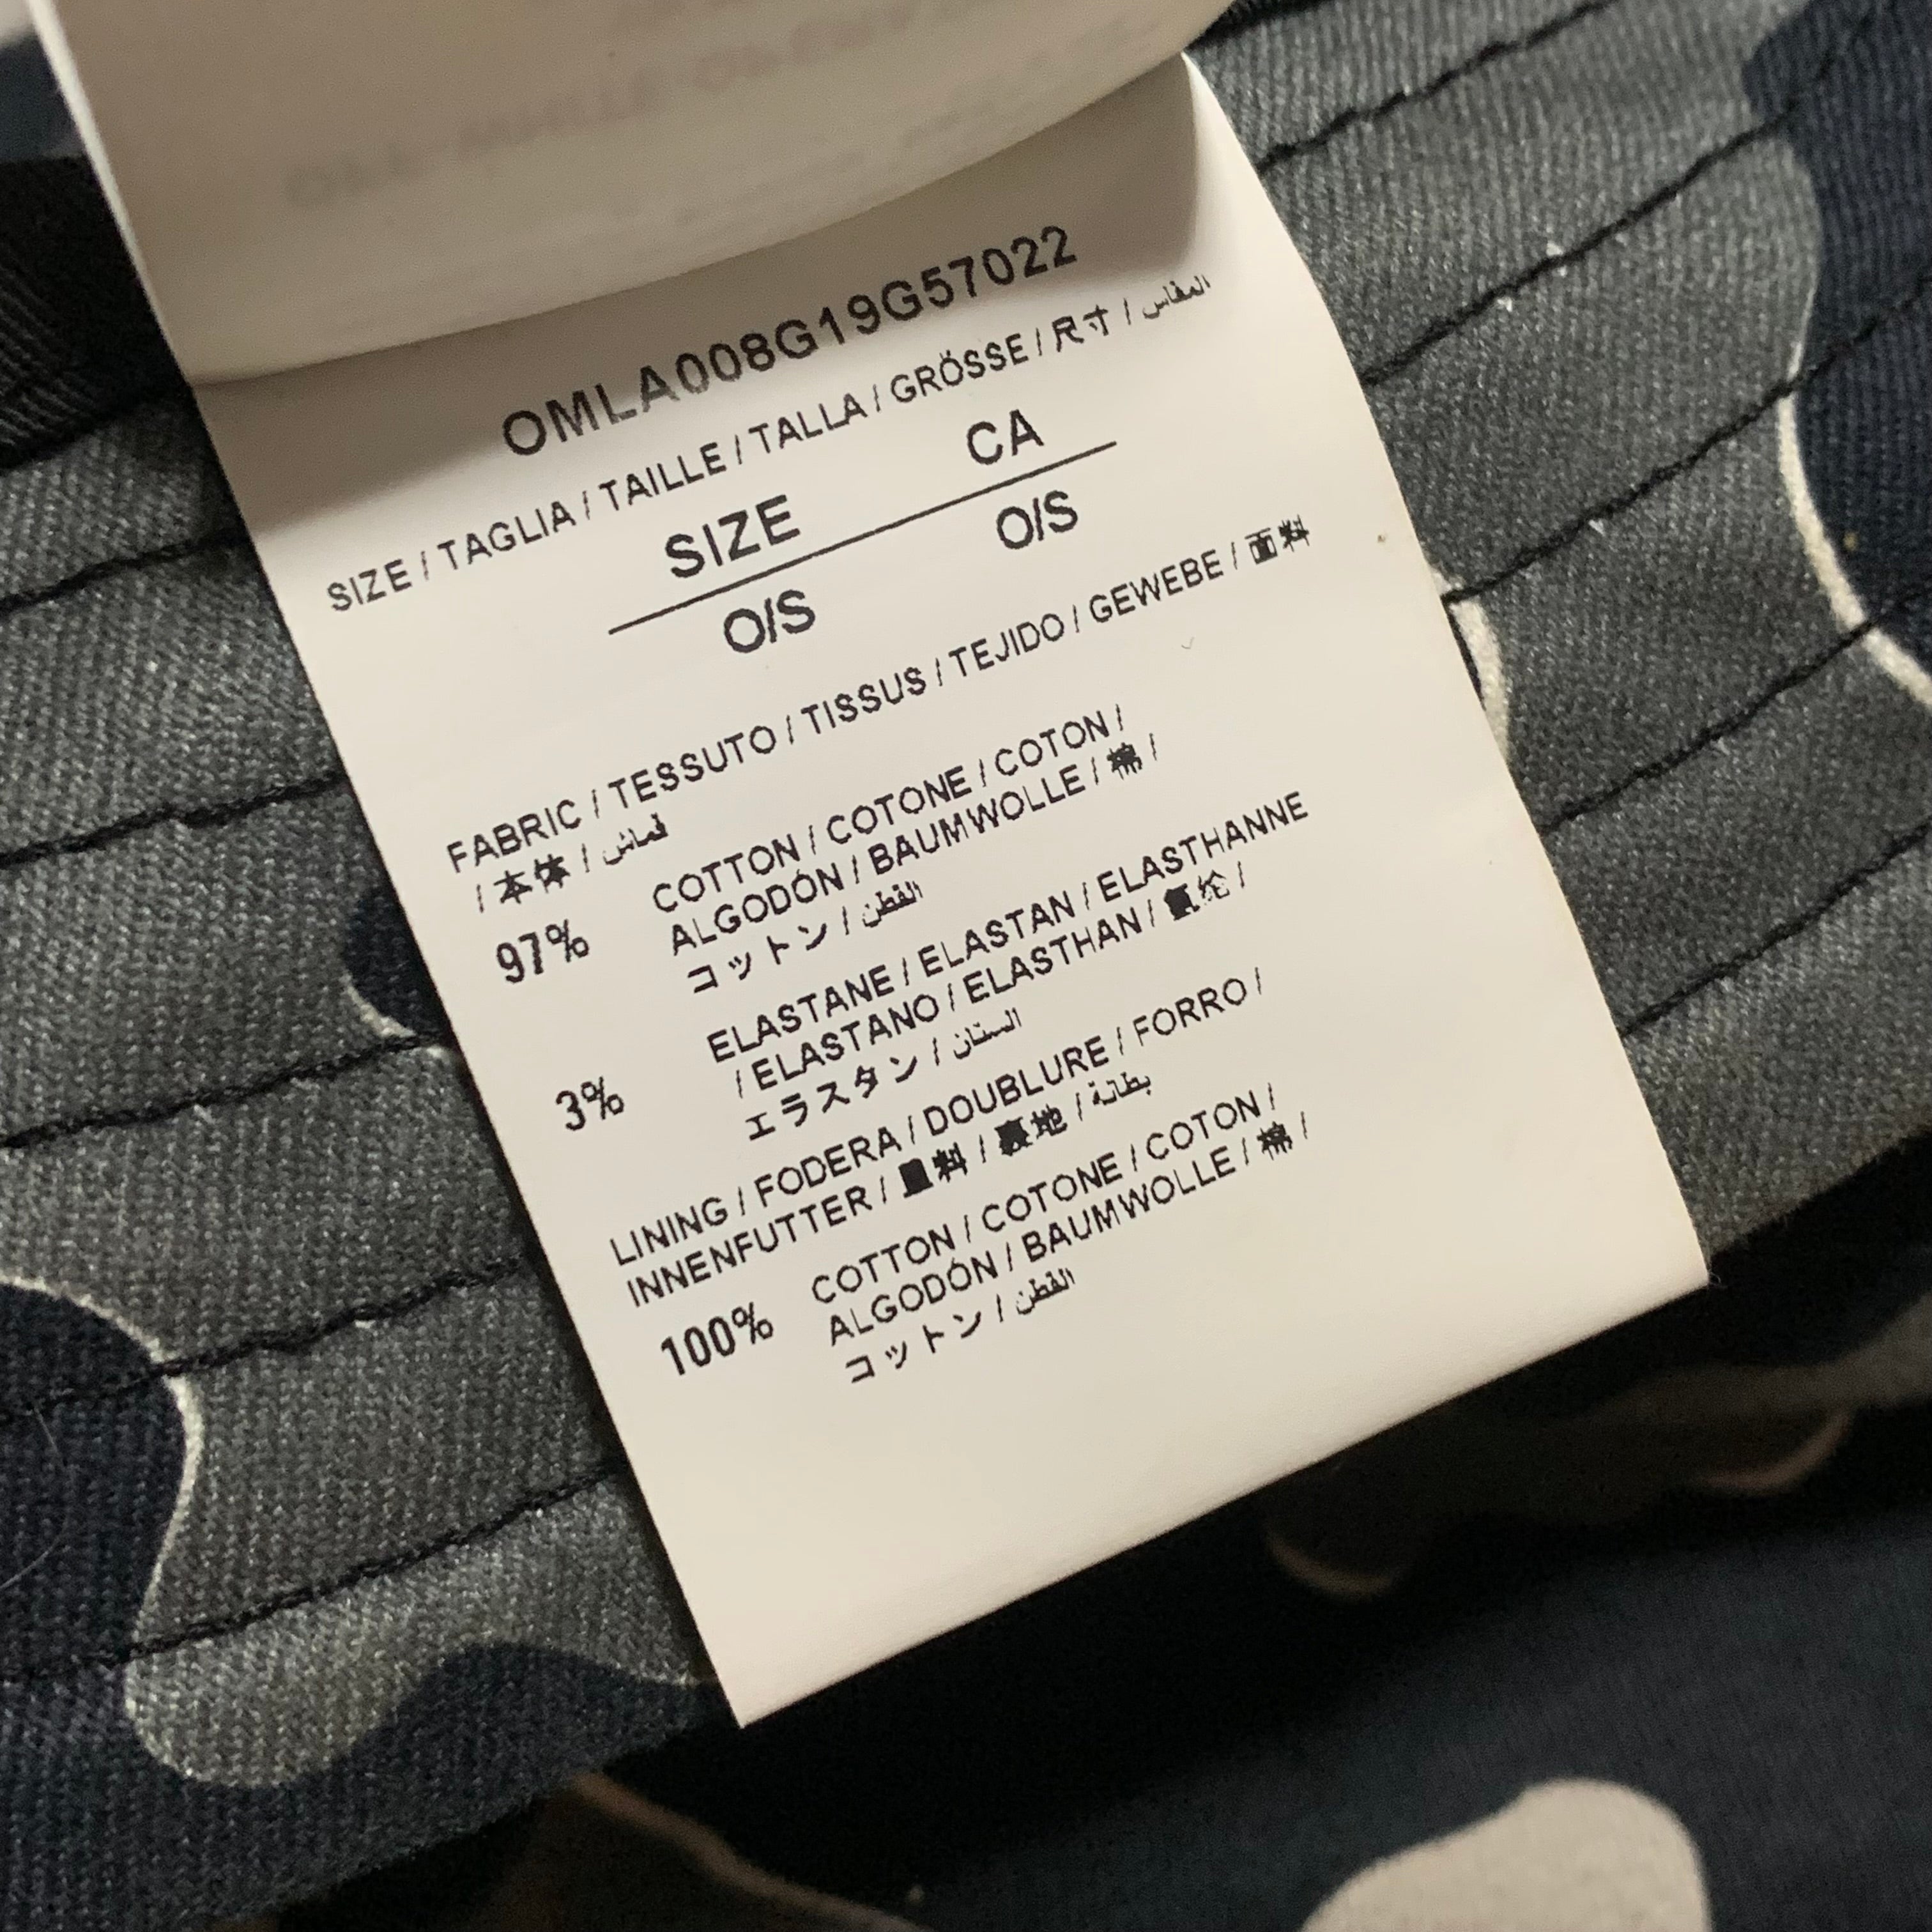 OMLA008G19G57022
SIZE / TAGLIA / TAILLE / TALLA / GRÖSSE / 尺寸 / المقاس
SIZE CA
O/S O/S
FABRIC / TESSUTO / TISSUS / TEJIDO / GEWEBE / 面料
/ 本体 / قماش
97% COTTON / COTONE / COTON /
ALGODÓN / BAUMWOLLE / 棉 /
コットン / القطن
3% ELASTANE / ELASTAN / ELASTHANNE
/ ELASTANO / ELASTHAN / 氨纶 /
エラスタン / الستان
LINING / FODERA / DOUBLURE / FORRO /
INNENFUTTER / 里料 / 裏地 / بطانة
100% COTTON / COTONE / COTON /
ALGODÓN / BAUMWOLLE / 棉 /
コットン / القطن